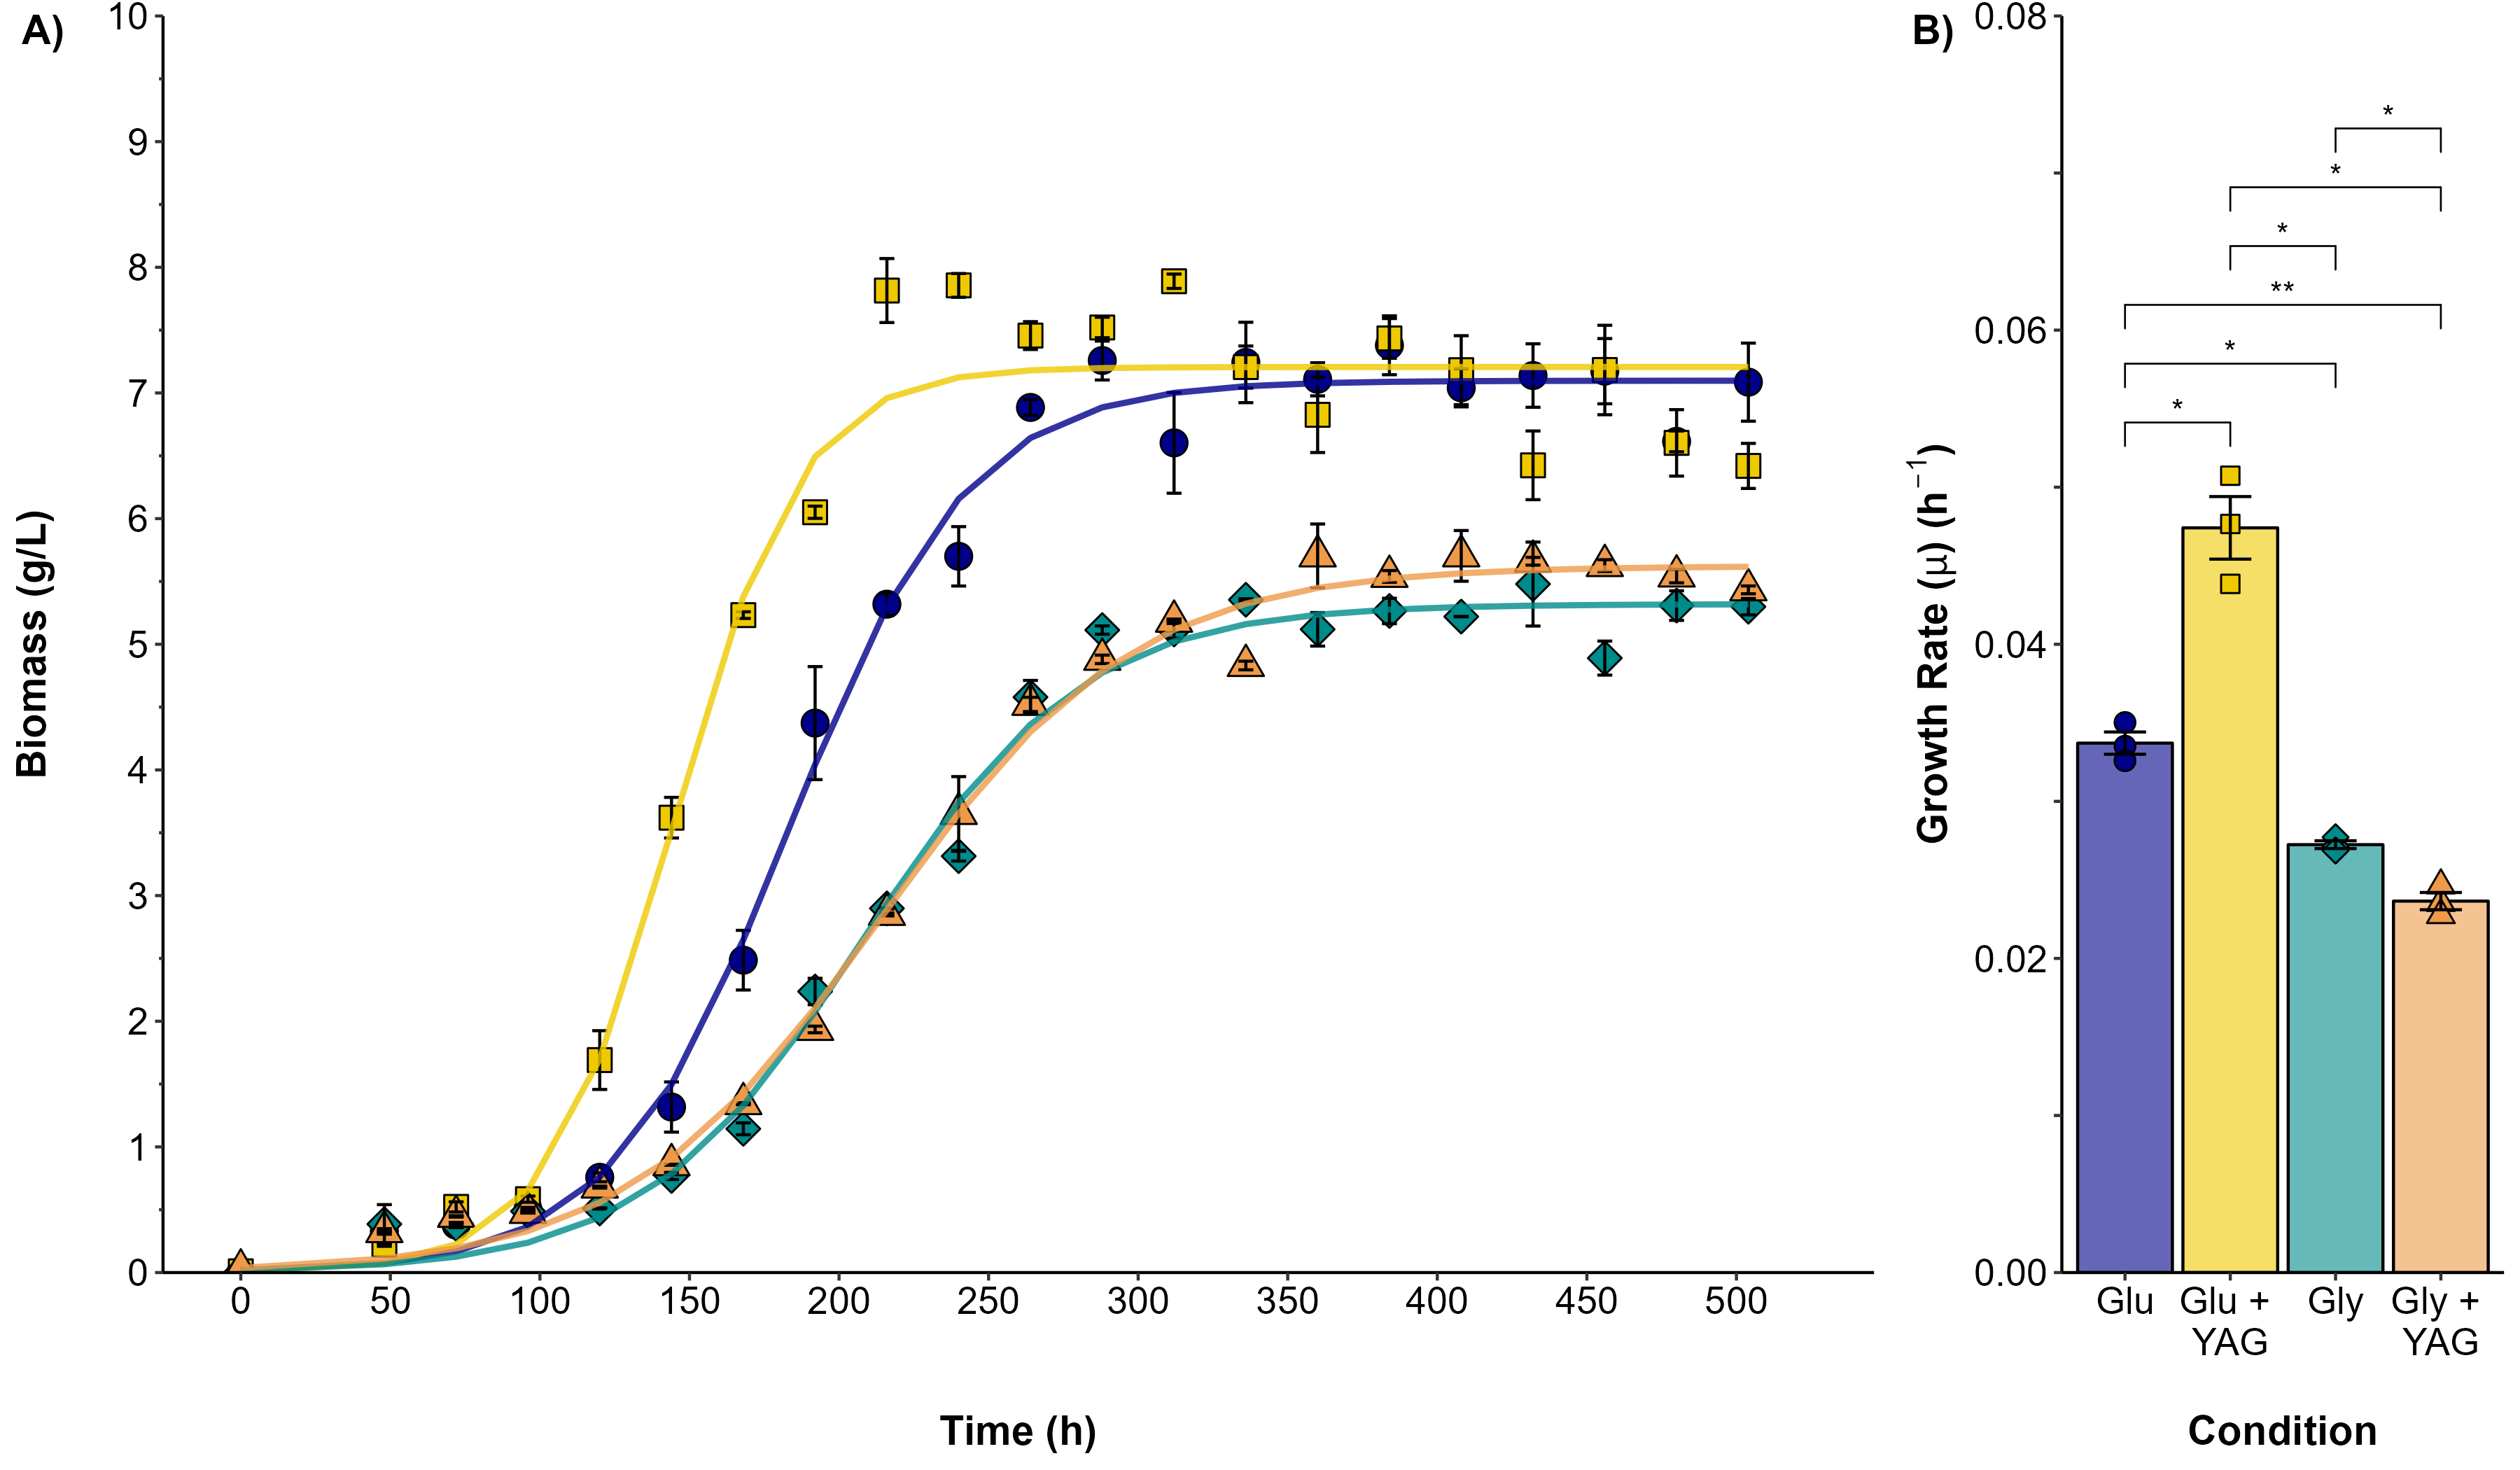 A)
Biomass (g/L)
10
9
8
7
6
5
4
3
2
1
0
0 50 100 150 200 250 300 350 400 450 500
Time (h)
B)
Growth Rate (μ) (h⁻¹)
0.08
0.06
0.04
0.02
0.00
*
*
*
**
*
*
Glu Glu + Gly Gly +
YAG YAG
Condition